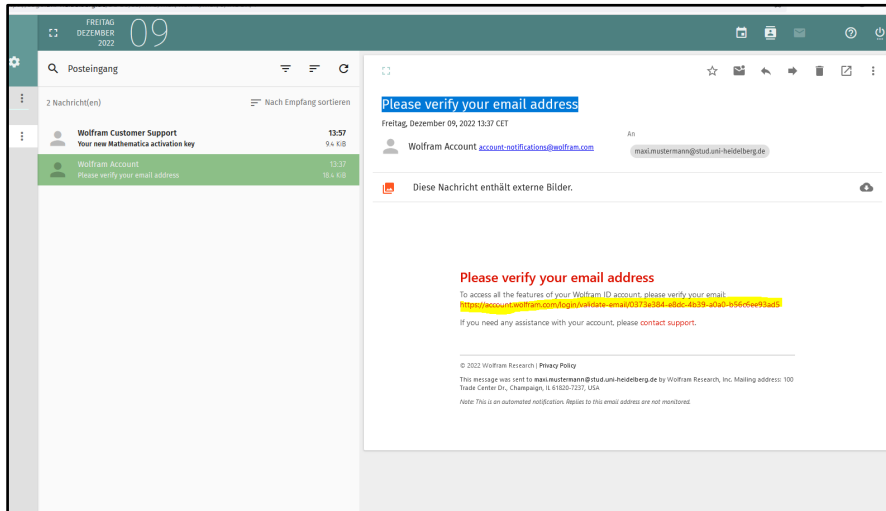 FREITAG
DEZEMBER
2022
09
Posteingang
2 Nachricht(en)
Nach Empfang sortieren
Wolfram Customer Support 13:57
Your new Mathematica activation key 9.4 KiB
Wolfram Account 13:37
Please verify your email address 18.4 KiB
Please verify your email address
Freitag, Dezember 09, 2022 13:37 CET
Wolfram Account account-notifications@wolfram.com
An
maxi.mustermann@stud.uni-heidelberg.de
Diese Nachricht enthält externe Bilder.
Please verify your email address
To access all the features of your Wolfram ID account, please verify your email:
https://account.wolfram.com/login/validate-email/0373e384-e8dc-4b39-a0a0-b56c6ee93ad5
If you need any assistance with your account, please contact support.
© 2022 Wolfram Research | Privacy Policy
This message was sent to maxi.mustermann@stud.uni-heidelberg.de by Wolfram Research, Inc. Mailing address: 100
Trade Center Dr., Champaign, IL 61820-7237, USA
Note: This is an automated notification. Replies to this email address are not monitored.